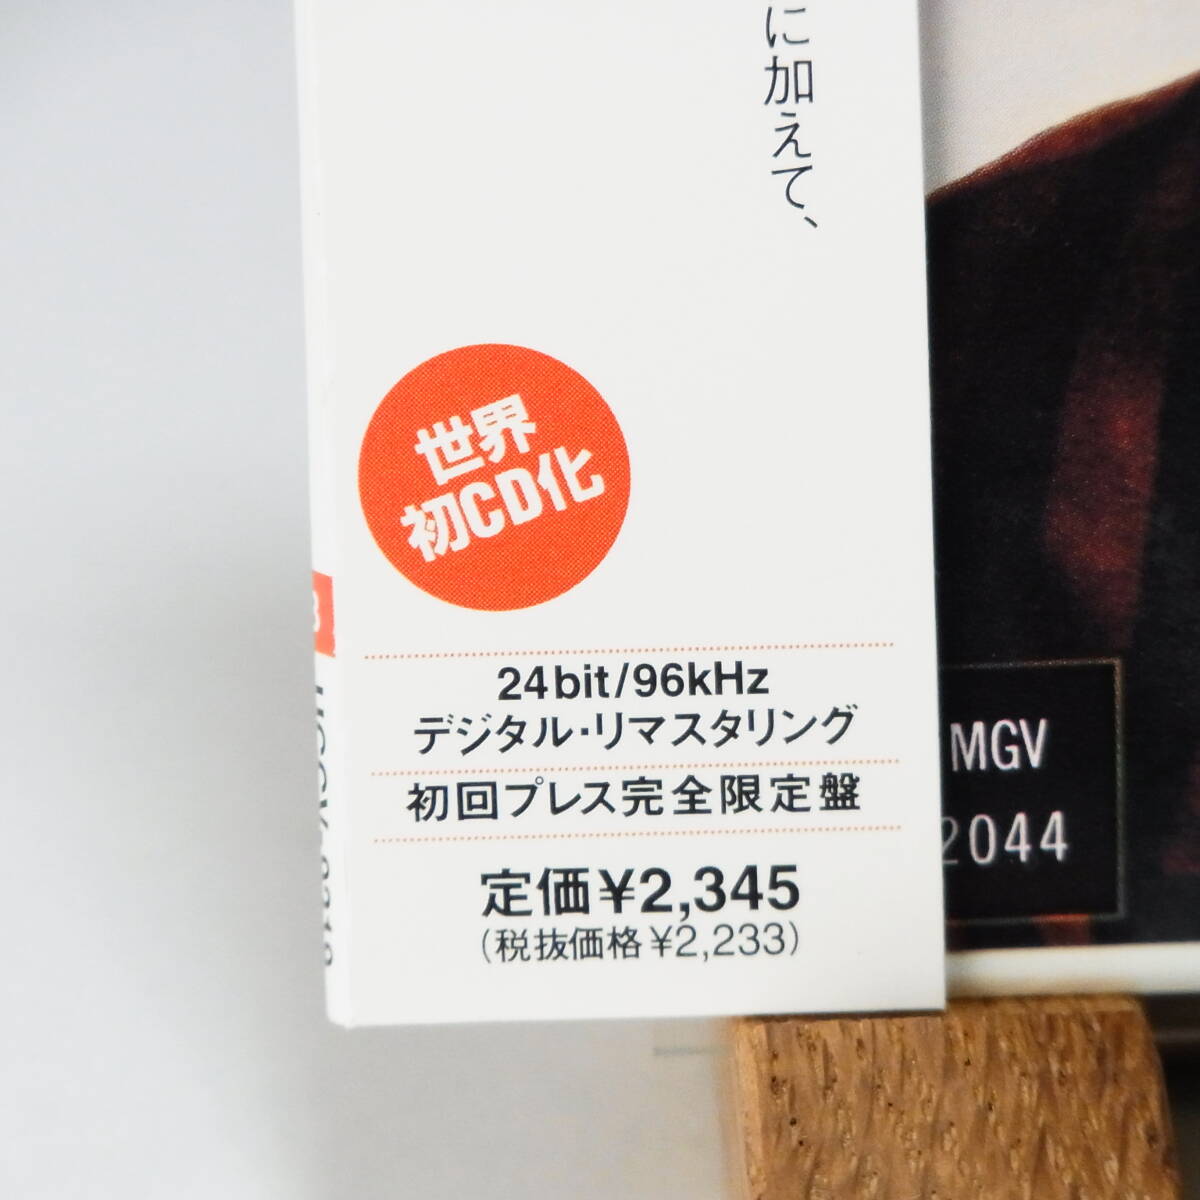 に加えて、
世界
初CD化
24bit/96kHz
デジタル・リマスタリング
初回プレス完全限定盤
定価¥2,345
(税抜価格¥2,233)
MGV
2044